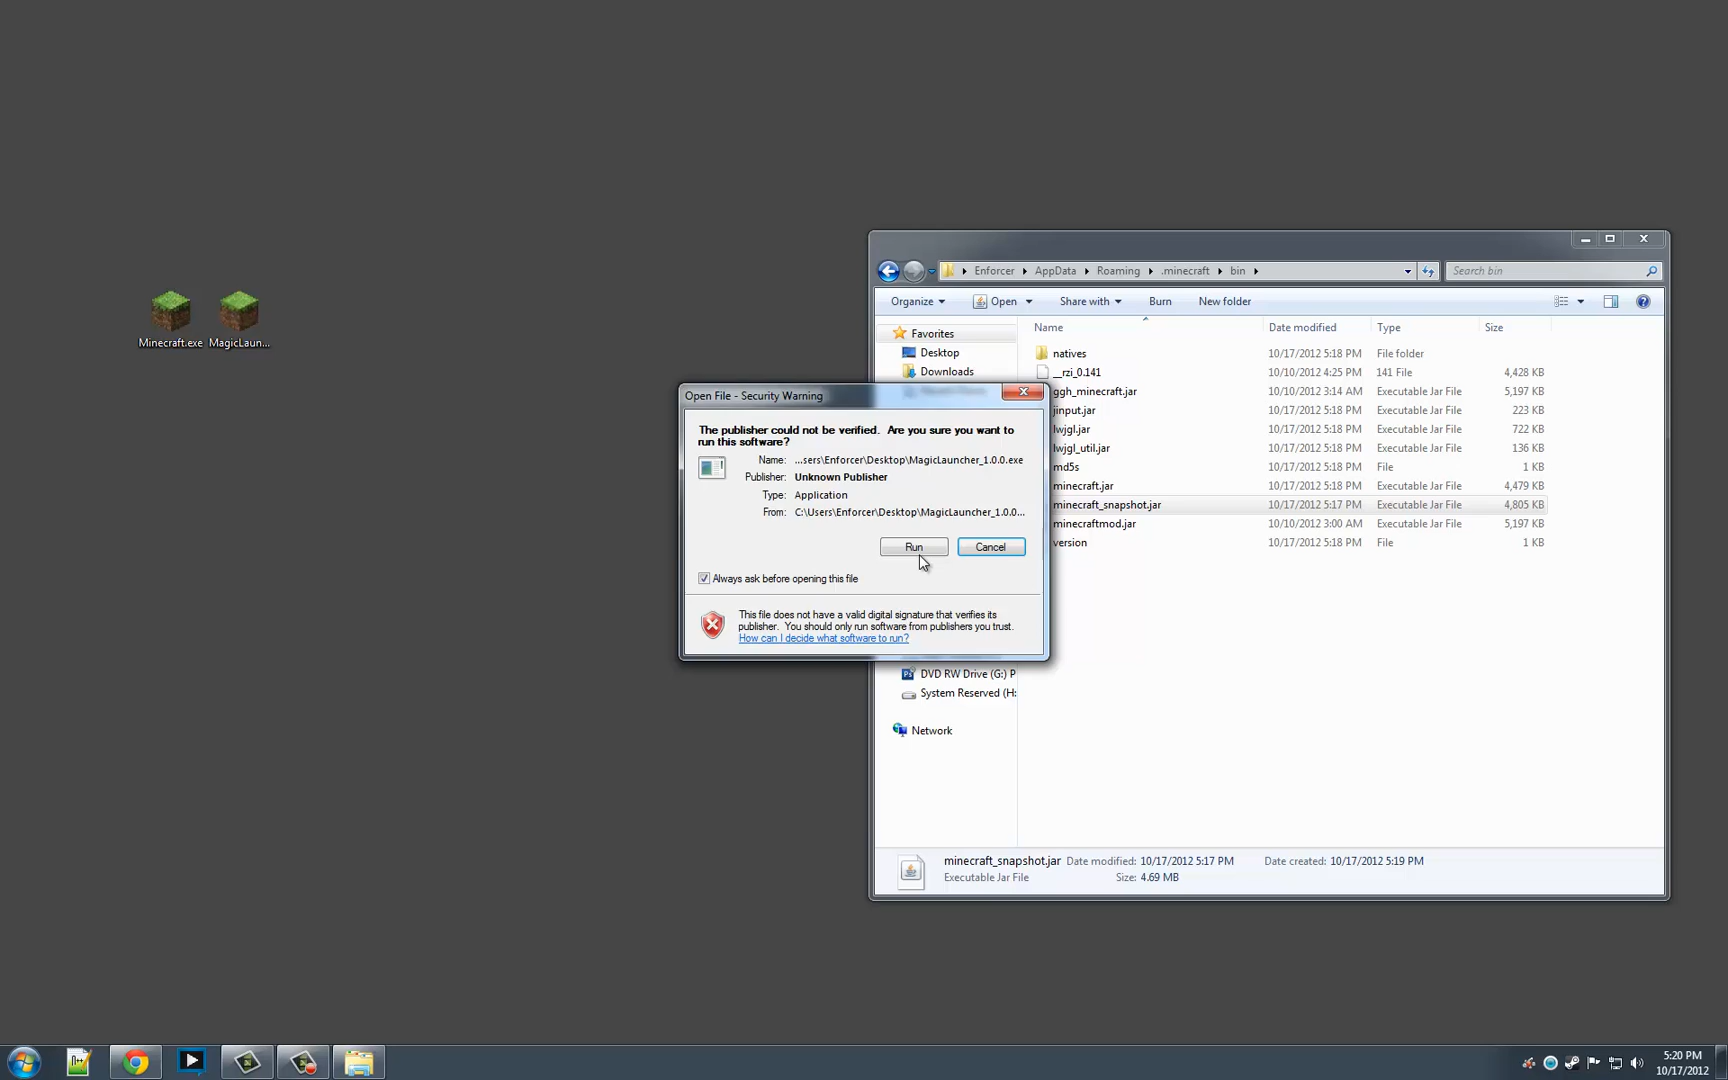 Minecraft.exe
MagicLaun...
Enforcer
AppData
Roaming
.minecraft
bin
Search bin
Organize
Open
Share with
Burn
New folder
Favorites
Desktop
Downloads
DVD RW Drive (G:) P
System Reserved (H:
Network
Name
Date modified
Type
Size
natives 10/17/2012 5:18 PM File folder
__rzi_0.141 10/10/2012 4:25 PM 141 File 4,428 KB
ggh_minecraft.jar 10/10/2012 3:14 AM Executable Jar File 5,197 KB
jinput.jar 10/17/2012 5:18 PM Executable Jar File 223 KB
lwjgl.jar 10/17/2012 5:18 PM Executable Jar File 722 KB
lwjgl_util.jar 10/17/2012 5:18 PM Executable Jar File 136 KB
md5s 10/17/2012 5:18 PM File 1 KB
minecraft.jar 10/17/2012 5:18 PM Executable Jar File 4,479 KB
minecraft_snapshot.jar 10/17/2012 5:17 PM Executable Jar File 4,805 KB
minecraftmod.jar 10/10/2012 3:00 AM Executable Jar File 5,197 KB
version 10/17/2012 5:18 PM File 1 KB
Open File - Security Warning
The publisher could not be verified. Are you sure you want to
run this software?
Name: ...sers\Enforcer\Desktop\MagicLauncher_1.0.0.exe
Publisher: Unknown Publisher
Type: Application
From: C:\Users\Enforcer\Desktop\MagicLauncher_1.0.0...
Run
Cancel
Always ask before opening this file
This file does not have a valid digital signature that verifies its
publisher. You should only run software from publishers you trust.
How can I decide what software to run?
minecraft_snapshot.jar Date modified: 10/17/2012 5:17 PM Date created: 10/17/2012 5:19 PM
Executable Jar File Size: 4.69 MB
5:20 PM
10/17/2012